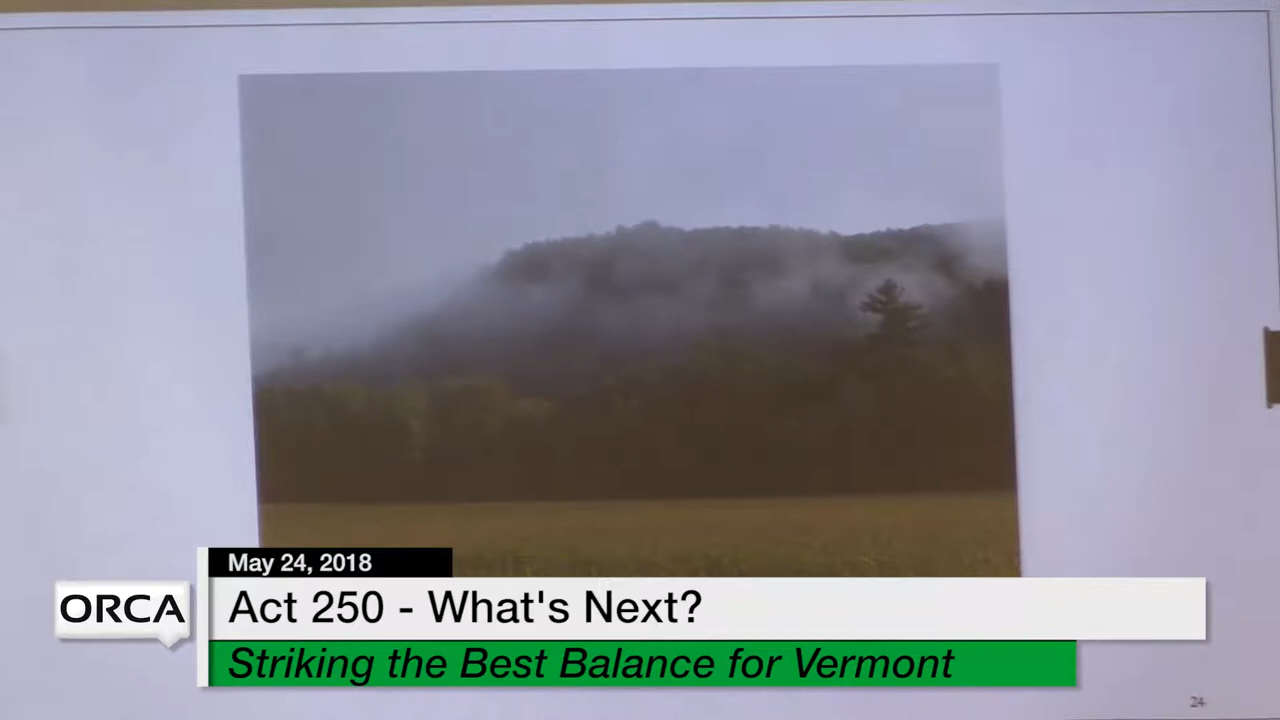 May 24, 2018
ORCA
Act 250 - What's Next?
Striking the Best Balance for Vermont
24